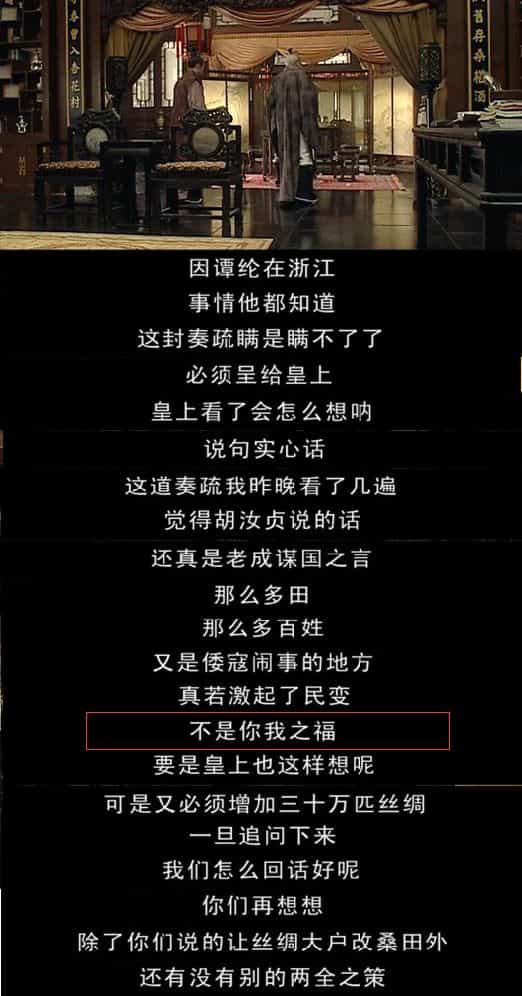 曾入杏花村
因谭纶在浙江
事情他都知道
这封奏疏瞒是瞒不了了
必须呈给皇上
皇上看了会怎么想呐
说句实心话
这道奏疏我昨晚看了几遍
觉得胡汝贞说的话
还真是老成谋国之言
那么多田
那么多百姓
又是倭寇闹事的地方
真若激起了民变
不是你我之福
要是皇上也这样想呢
可是又必须增加三十万匹丝绸
一旦追问下来
我们怎么回话好呢
你们再想想
除了你们说的让丝绸大户改桑田外
还有没有别的两全之策